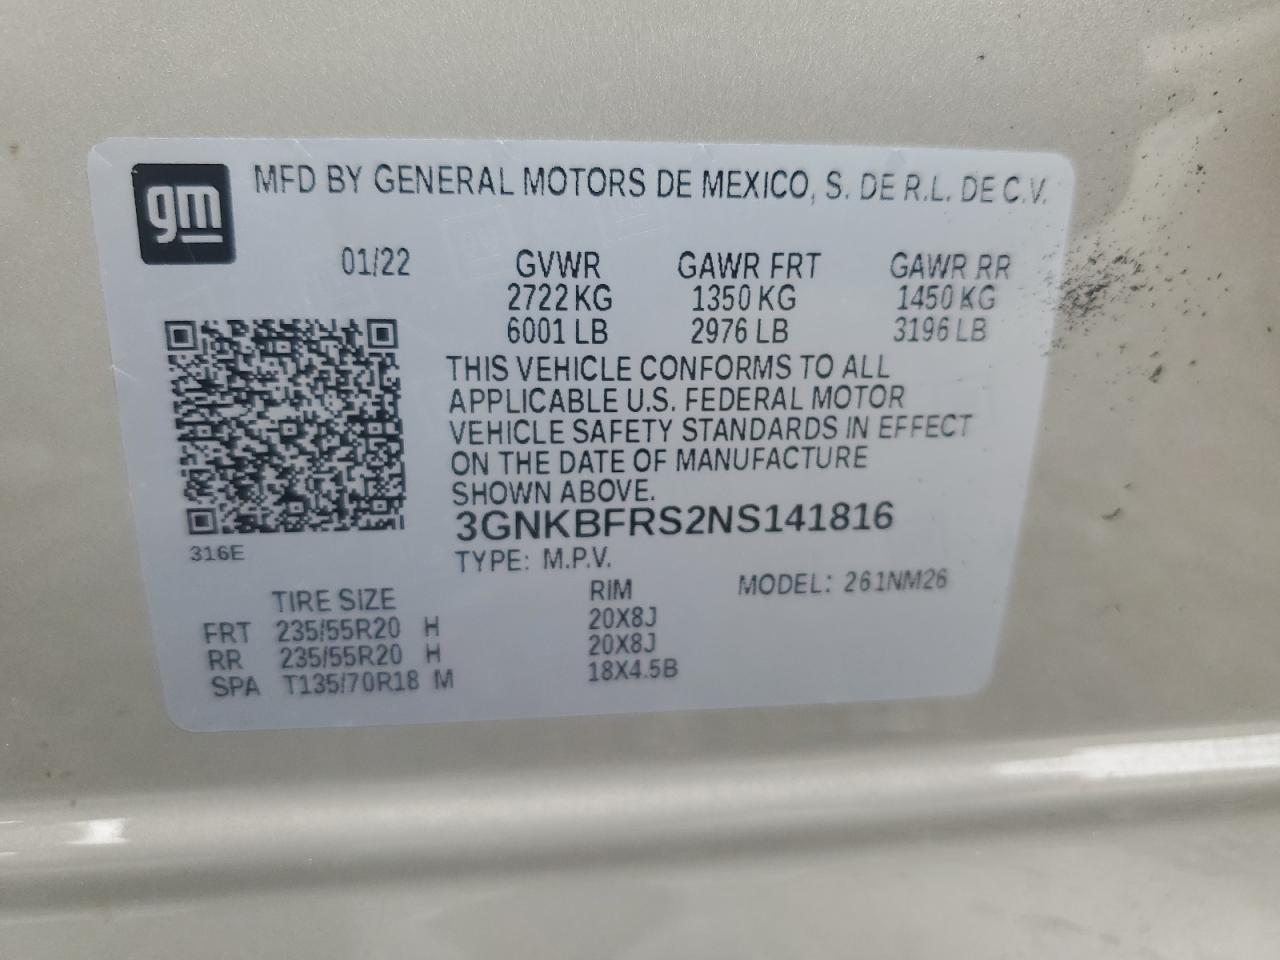 gm
MFD BY GENERAL MOTORS DE MEXICO, S. DE R.L. DE C.V.
01/22 GVWR GAWR FRT GAWR RR
2722 KG 1350 KG 1450 KG
6001 LB 2976 LB 3196 LB
THIS VEHICLE CONFORMS TO ALL
APPLICABLE U.S. FEDERAL MOTOR
VEHICLE SAFETY STANDARDS IN EFFECT
ON THE DATE OF MANUFACTURE
SHOWN ABOVE.
3GNKBFRS2NS141816
316E
TYPE: M.P.V.
TIRE SIZE RIM MODEL: 261NM26
FRT 235/55R20 H 20X8J
RR 235/55R20 H 20X8J
SPA T135/70R18 M 18X4.5B